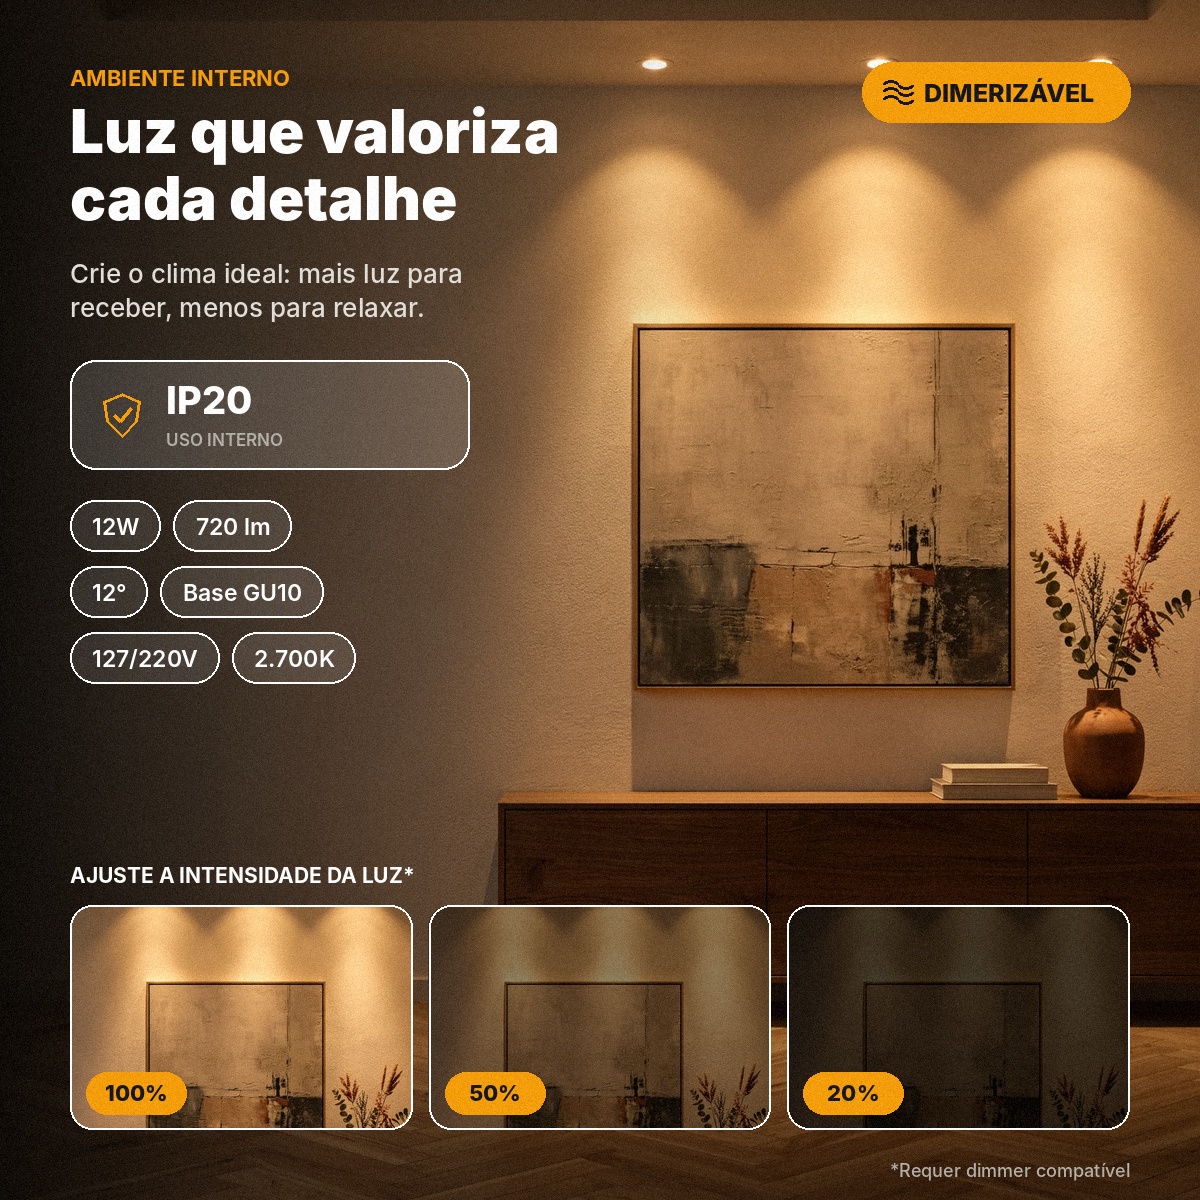 AMBIENTE INTERNO
DIMERIZÁVEL
Luz que valoriza
cada detalhe
Crie o clima ideal: mais luz para
receber, menos para relaxar.
IP20
USO INTERNO
12W
720 lm
12°
Base GU10
127/220V
2.700K
AJUSTE A INTENSIDADE DA LUZ*
100%
50%
20%
*Requer dimmer compatível